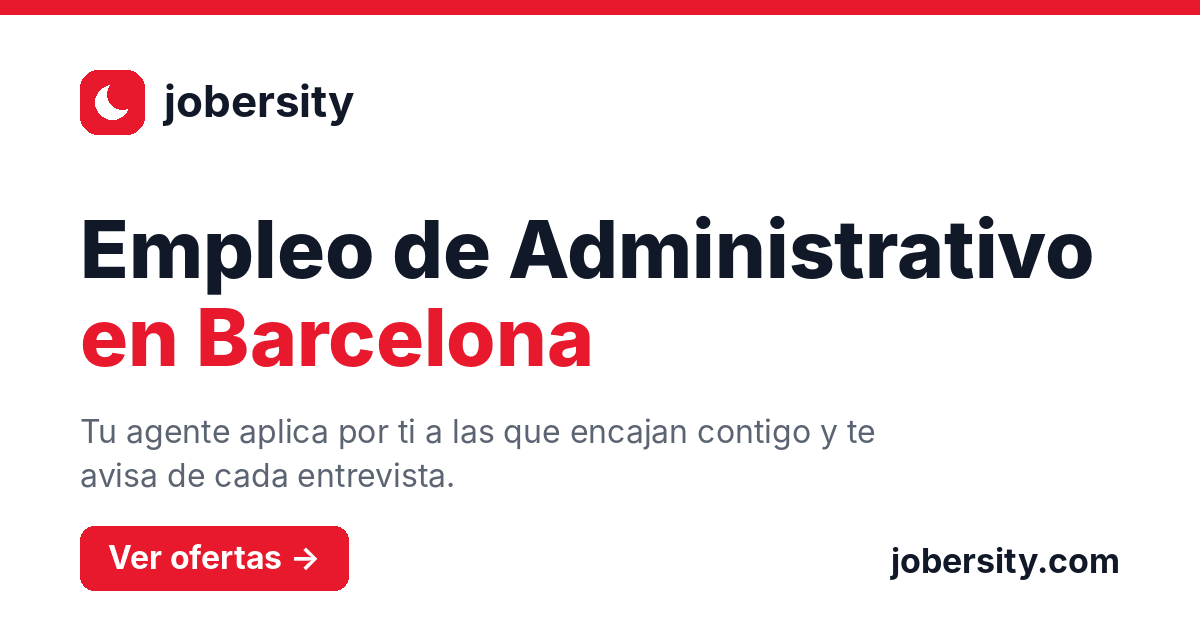 jobersity
Empleo de Administrativo
en Barcelona
Tu agente aplica por ti a las que encajan contigo y te
avisa de cada entrevista.
Ver ofertas →
jobersity.com